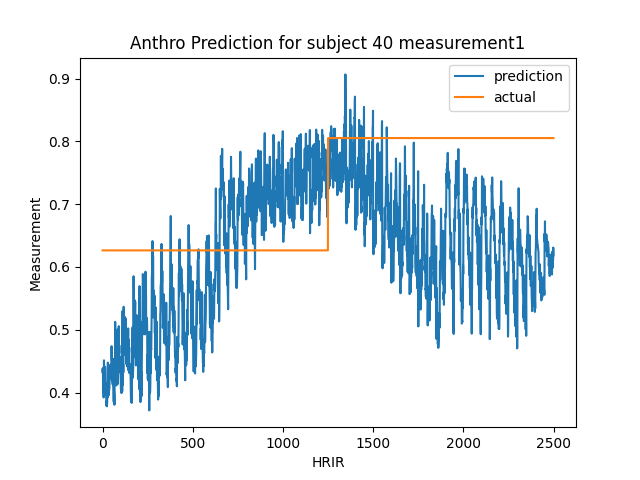 Anthro Prediction for subject 40 measurement1
prediction
actual
0.9
0.8
0.7
0.6
0.5
0.4
Measurement
0
500
1000
1500
2000
2500
HRIR